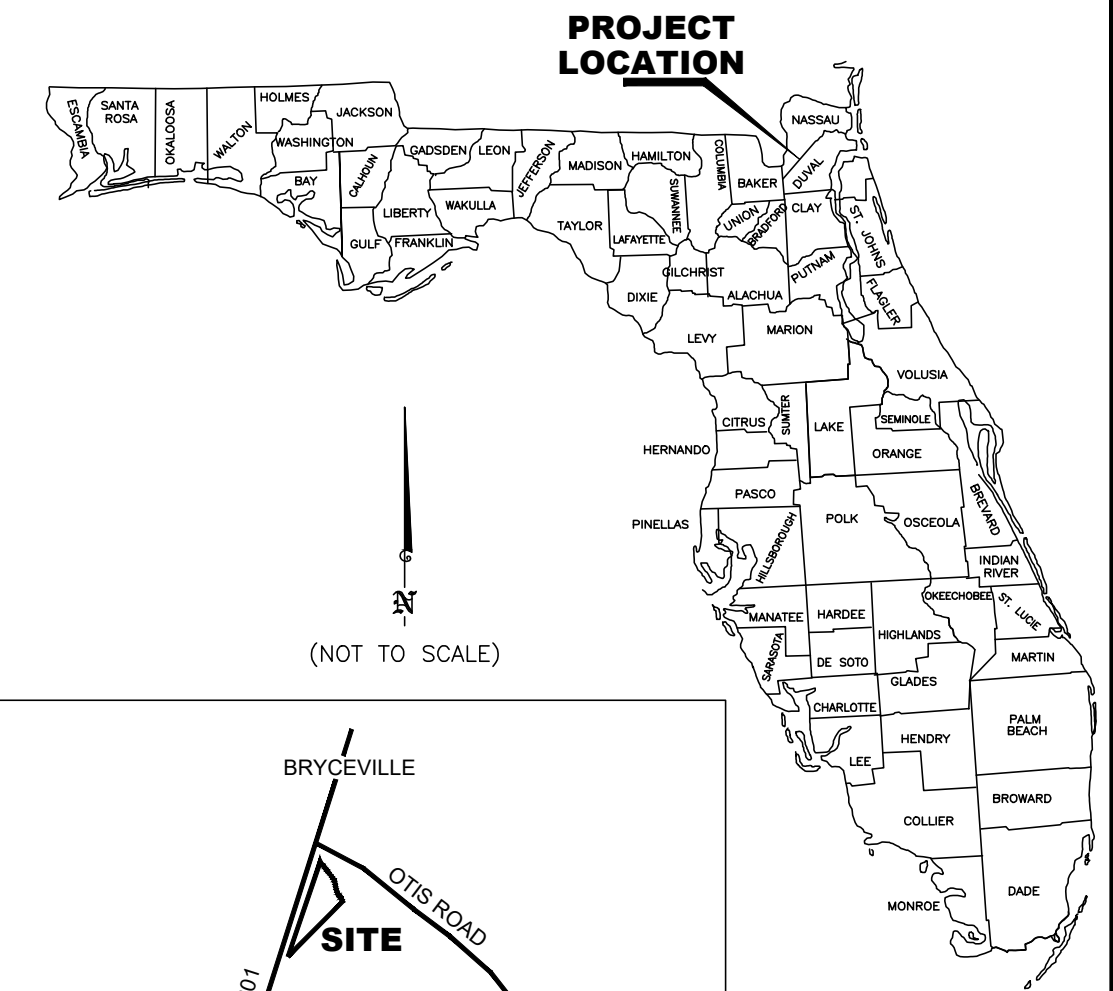 PROJECT
LOCATION
ESCAMBIA
SANTA
ROSA
OKALOOSA
WALTON
HOLMES
WASHINGTON
JACKSON
BAY
CALHOUN
GADSDEN
LEON
JEFFERSON
LIBERTY
WAKULLA
GULF
FRANKLIN
MADISON
HAMILTON
TAYLOR
LAFAYETTE
SUWANNEE
COLUMBIA
BAKER
NASSAU
DUVAL
UNION
BRADFORD
CLAY
ST. JOHNS
GILCHRIST
DIXIE
ALACHUA
PUTNAM
FLAGLER
LEVY
MARION
VOLUSIA
CITRUS
SUMTER
LAKE
SEMINOLE
HERNANDO
ORANGE
PASCO
PINELLAS
HILLSBOROUGH
POLK
OSCEOLA
BREVARD
INDIAN
RIVER
MANATEE
HARDEE
OKEECHOBEE
ST. LUCIE
HIGHLANDS
SARASOTA
DE SOTO
MARTIN
GLADES
CHARLOTTE
PALM
BEACH
LEE
HENDRY
BROWARD
COLLIER
MONROE
DADE
N
(NOT TO SCALE)
BRYCEVILLE
OTIS ROAD
SITE
01